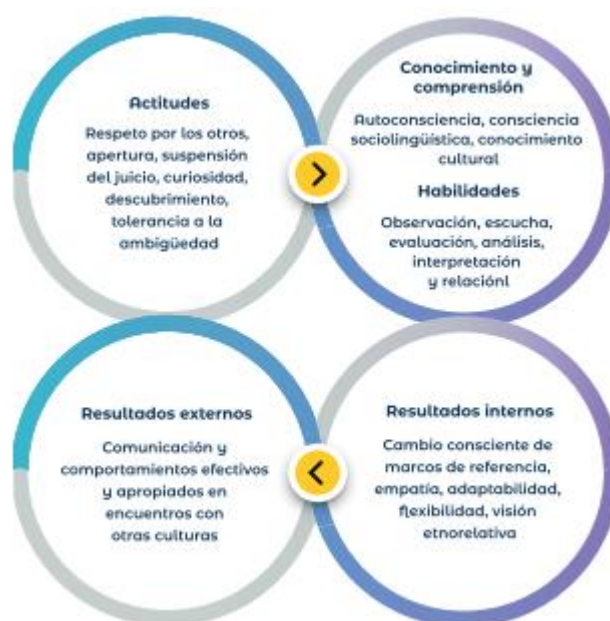 Actitudes
Respeto por los otros,
apertura, suspensión
del juicio, curiosidad,
descubrimiento,
tolerancia a la
ambigüedad
Conocimiento y
comprensión
Autoconsciencia, consciencia
sociolingüística, conocimiento
cultural
Habilidades
Observación, escucha,
evaluación, análisis,
interpretación
y relaciónl
Resultados externos
Comunicación y
comportamientos efectivos
y apropiados en
encuentros con
otras culturas
Resultados internos
Cambio consciente de
marcos de referencia,
empatía, adaptabilidad,
flexibilidad, visión
etnorelativa